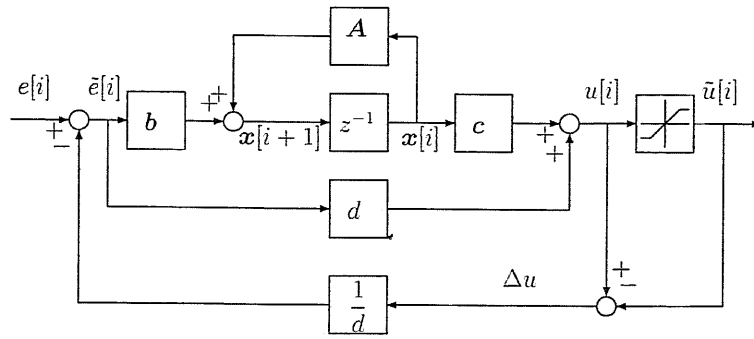 A
e[i] ẽ[i] u[i] ũ[i]
+ +
+ − b + z⁻¹ c + +
x[i + 1] x[i]
d
+ −
Δu
1/d